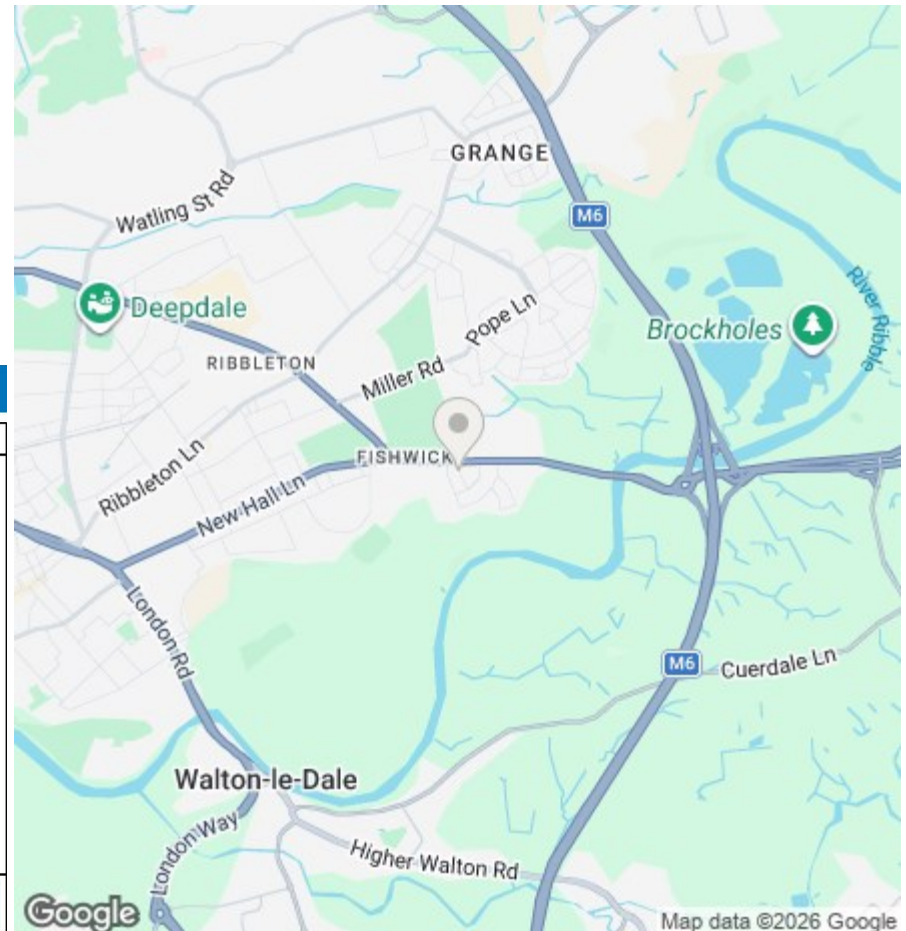 GRANGE
Watling St Rd
M6
River Ribble
Deepdale
Pope Ln
Brockholes
RIBBLETON
Miller Rd
FISHWICK
Ribbleton Ln
New Hall Ln
London Rd
M6
Cuerdale Ln
Walton-le-Dale
London Way
Higher Walton Rd
Google
Map data ©2026 Google